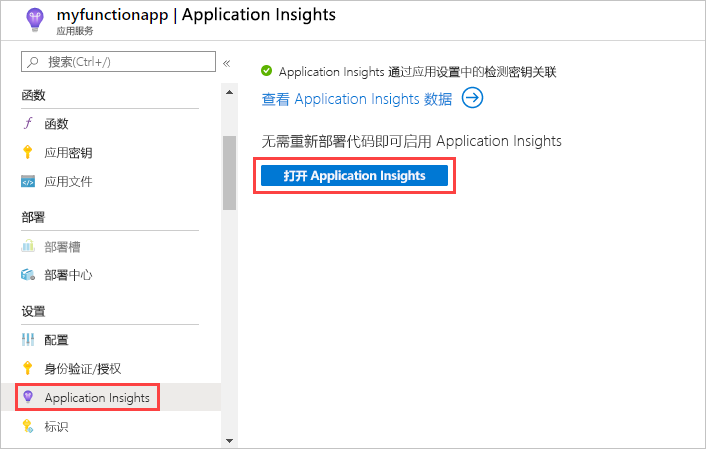 myfunctionapp | Application Insights
应用服务
搜索(Ctrl+/)
«
函数
函数
应用密钥
应用文件
部署
部署槽
部署中心
设置
配置
身份验证/授权
Application Insights
标识
Application Insights 通过应用设置中的检测密钥关联
查看 Application Insights 数据
无需重新部署代码即可启用 Application Insights
打开 Application Insights